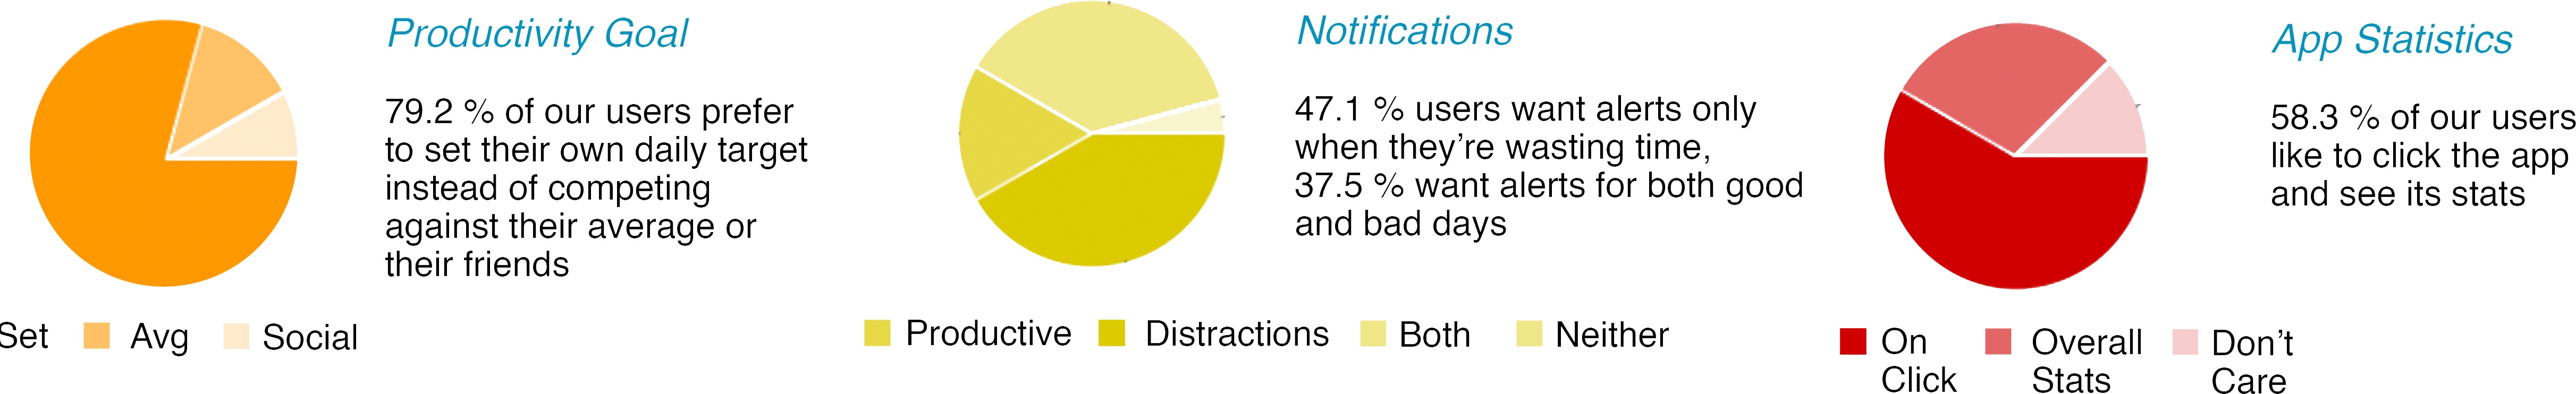 Productivity Goal
79.2 % of our users prefer
to set their own daily target
instead of competing
against their average or
their friends
Set Avg Social
Notifications
47.1 % users want alerts only
when they're wasting time,
37.5 % want alerts for both good
and bad days
Productive Distractions Both Neither
App Statistics
58.3 % of our users
like to click the app
and see its stats
On Click
Overall Stats
Don't Care